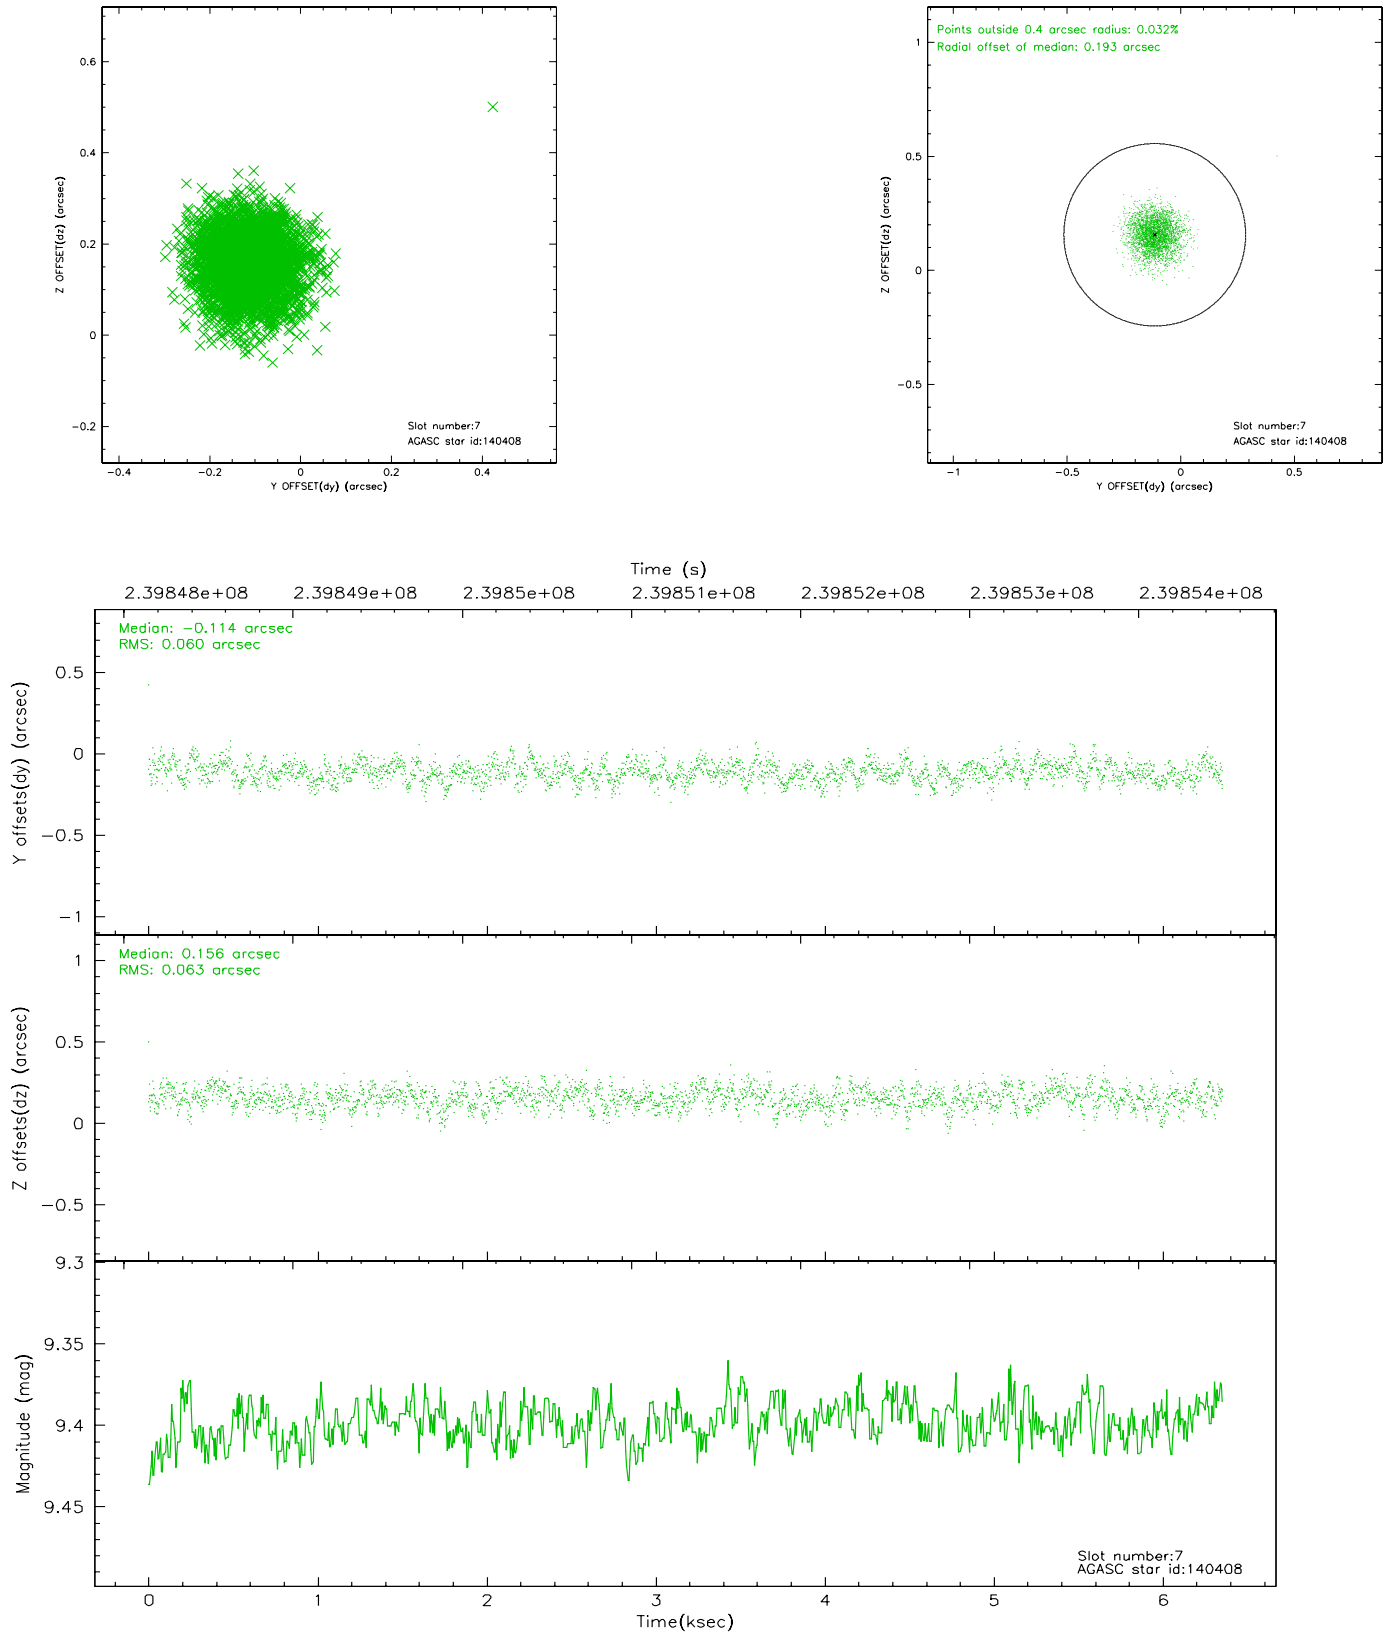 0.6
0.4
0.2
0
-0.2
Z OFFSET(dz) (arcsec)
-0.4 -0.2 0 0.2 0.4
Y OFFSET(dy) (arcsec)
Slot number:7
AGASC star id:140408
Points outside 0.4 arcsec radius: 0.032%
Radial offset of median: 0.193 arcsec
1
0.5
0
-0.5
Z OFFSET(dz) (arcsec)
-1 -0.5 0 0.5
Y OFFSET(dy) (arcsec)
Slot number:7
AGASC star id:140408
Time (s)
2.39848e+08 2.39849e+08 2.3985e+08 2.39851e+08 2.39852e+08 2.39853e+08 2.39854e+08
Median: -0.114 arcsec
RMS: 0.060 arcsec
0.5
0
-0.5
-1
Y offsets(dy) (arcsec)
Median: 0.156 arcsec
RMS: 0.063 arcsec
1
0.5
0
-0.5
Z offsets(dz) (arcsec)
9.3
9.35
9.4
9.45
Magnitude (mag)
Slot number:7
AGASC star id:140408
0 1 2 3 4 5 6
Time(ksec)